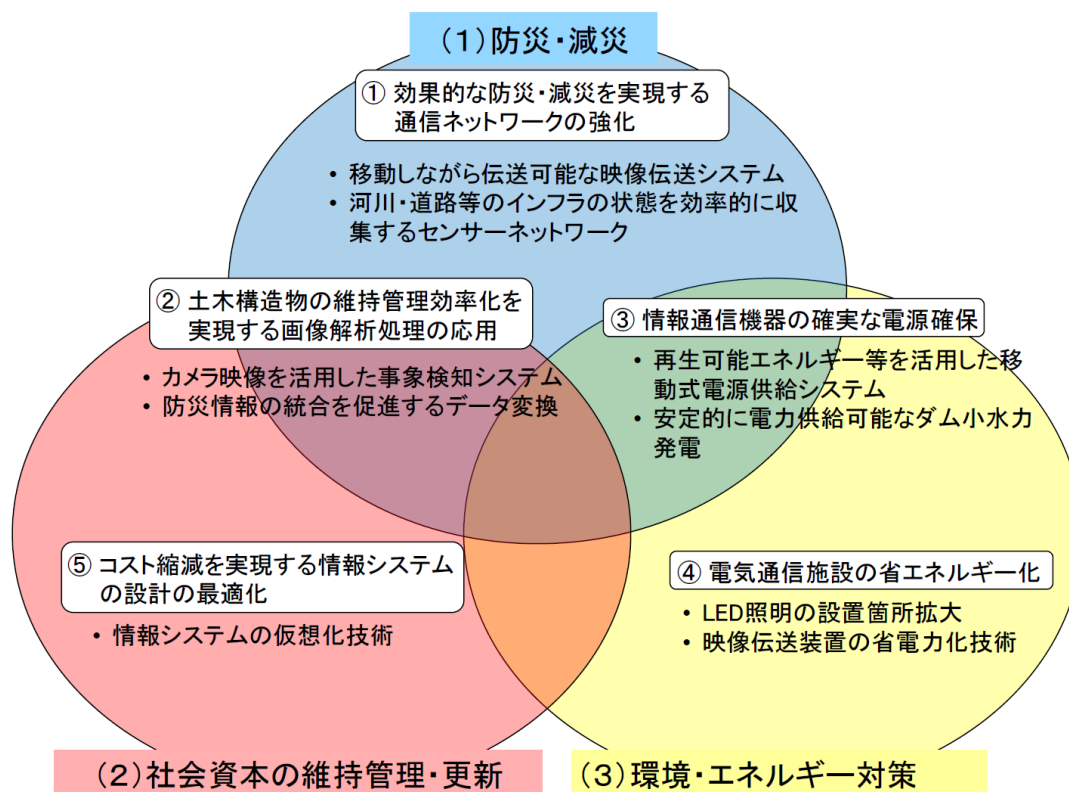 (1)防災・減災
① 効果的な防災・減災を実現する
通信ネットワークの強化
• 移動しながら伝送可能な映像伝送システム
• 河川・道路等のインフラの状態を効率的に収
集するセンサーネットワーク
② 土木構造物の維持管理効率化を
実現する画像解析処理の応用
• カメラ映像を活用した事象検知システム
• 防災情報の統合を促進するデータ変換
③ 情報通信機器の確実な電源確保
• 再生可能エネルギー等を活用した移
動式電源供給システム
• 安定的に電力供給可能なダム小水力
発電
⑤ コスト縮減を実現する情報システム
の設計の最適化
• 情報システムの仮想化技術
④ 電気通信施設の省エネルギー化
• LED照明の設置箇所拡大
• 映像伝送装置の省電力化技術
(2)社会資本の維持管理・更新
(3)環境・エネルギー対策